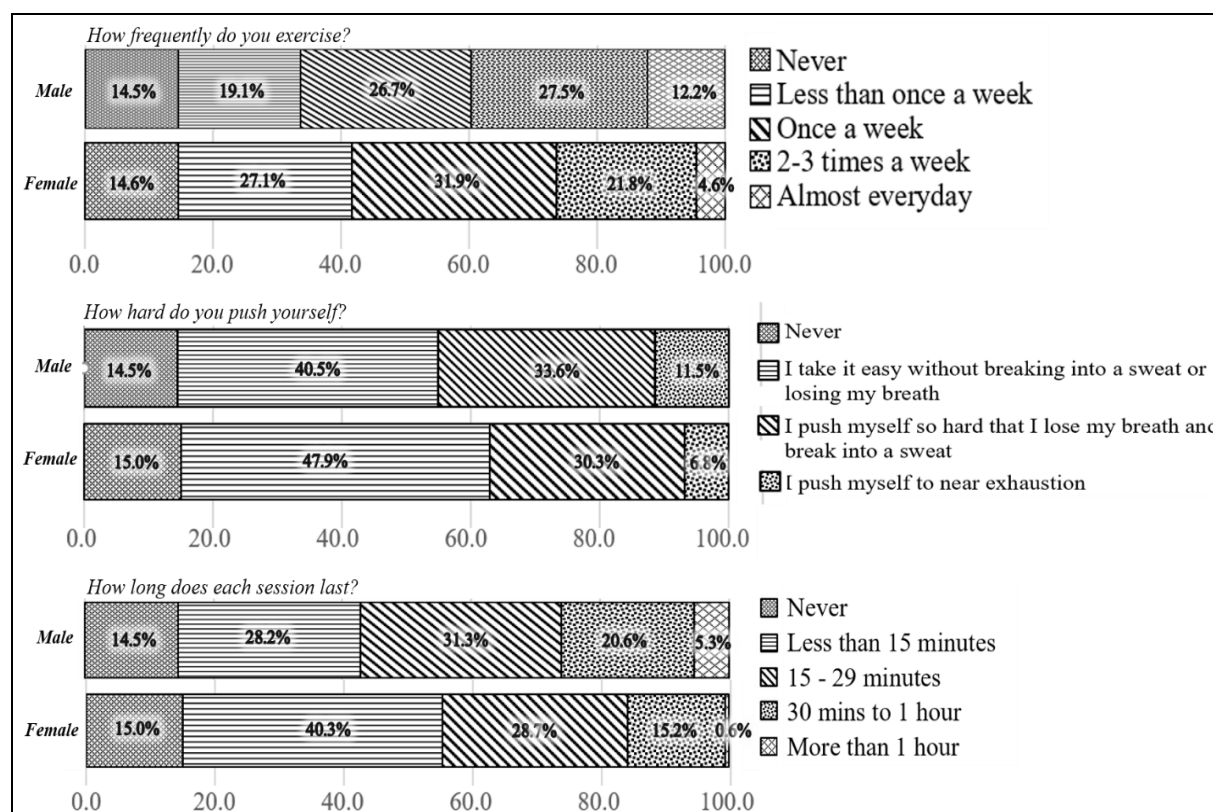 How frequently do you exercise?
Male
14.5% 19.1% 26.7% 27.5% 12.2%
Female
14.6% 27.1% 31.9% 21.8% 4.6%
0.0 20.0 40.0 60.0 80.0 100.0
Never
Less than once a week
Once a week
2-3 times a week
Almost everyday
How hard do you push yourself?
Male
14.5% 40.5% 33.6% 11.5%
Female
15.0% 47.9% 30.3% 6.8%
0.0 20.0 40.0 60.0 80.0 100.0
Never
I take it easy without breaking into a sweat or
losing my breath
I push myself so hard that I lose my breath and
break into a sweat
I push myself to near exhaustion
How long does each session last?
Male
14.5% 28.2% 31.3% 20.6% 5.3%
Female
15.0% 40.3% 28.7% 15.2% 0.6%
0.0 20.0 40.0 60.0 80.0 100.0
Never
Less than 15 minutes
15 - 29 minutes
30 mins to 1 hour
More than 1 hour